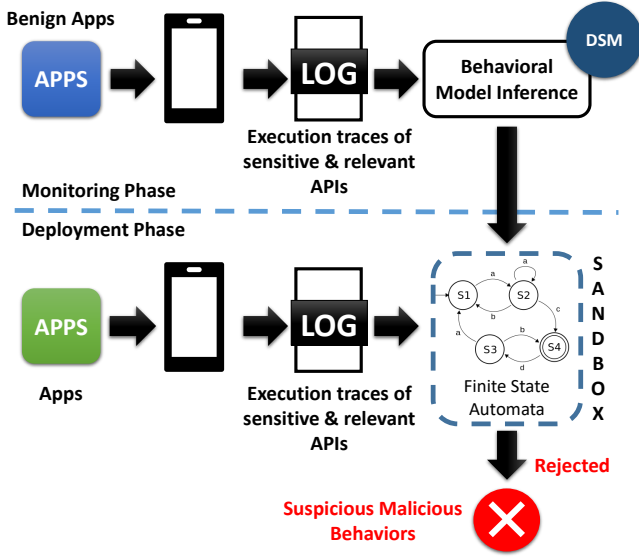 Benign Apps
DSM
APPS
LOG
Behavioral
Model Inference
Execution traces of
sensitive & relevant
APIs
Monitoring Phase
Deployment Phase
APPS
Apps
LOG
Execution traces of
sensitive & relevant
APIs
a
a
S1
S2
b
c
a
b
S3
S4
d
Finite State
Automata
S
A
N
D
B
O
X
Rejected
Suspicious Malicious
Behaviors